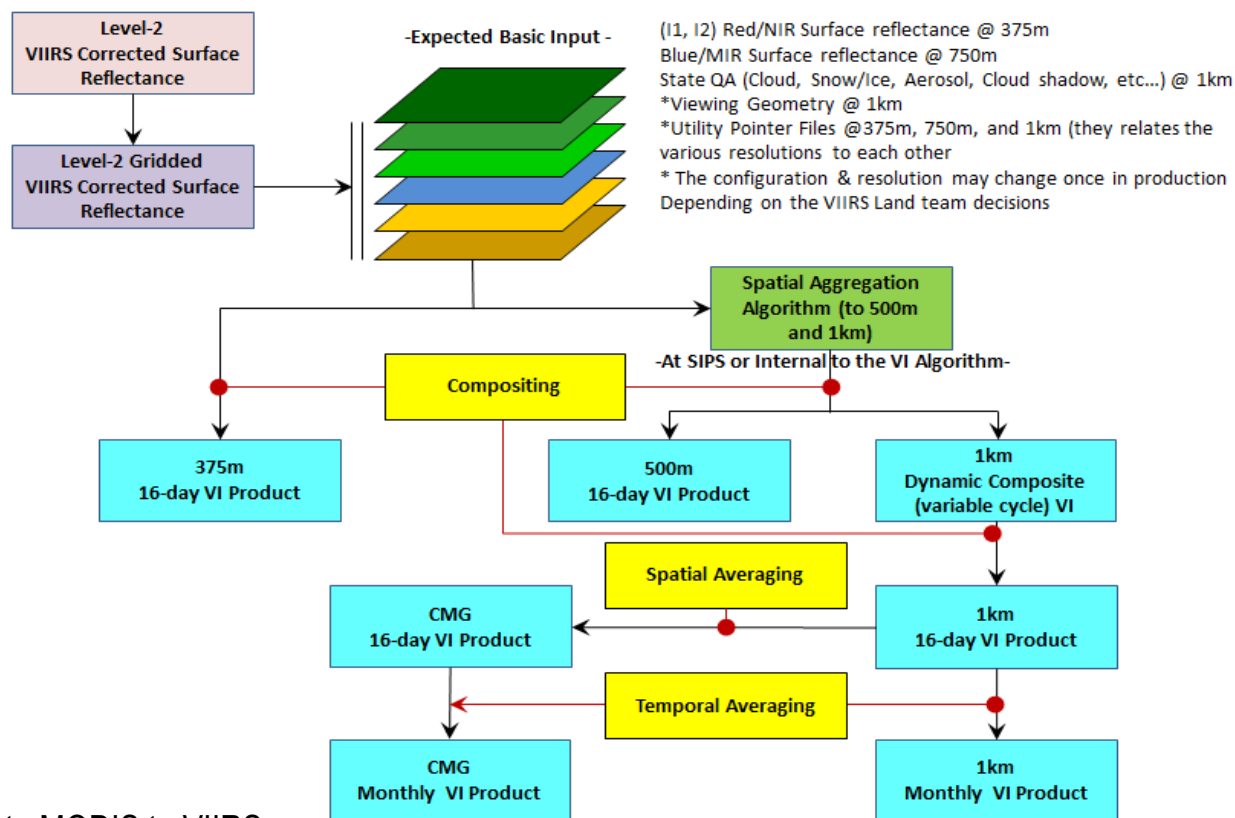 Level-2
VIIRS Corrected Surface
Reflectance
-Expected Basic Input -
(I1, I2) Red/NIR Surface reflectance @ 375m
Blue/MIR Surface reflectance @ 750m
State QA (Cloud, Snow/Ice, Aerosol, Cloud shadow, etc...) @ 1km
*Viewing Geometry @ 1km
*Utility Pointer Files @375m, 750m, and 1km (they relates the
various resolutions to each other
* The configuration & resolution may change once in production
Depending on the VIIRS Land team decisions
Level-2 Gridded
VIIRS Corrected Surface
Reflectance
Spatial Aggregation
Algorithm (to 500m
and 1km)
-At SIPS or Internal to the VI Algorithm-
Compositing
375m
16-day VI Product
500m
16-day VI Product
1km
Dynamic Composite
(variable cycle) VI
Spatial Averaging
CMG
16-day VI Product
1km
16-day VI Product
Temporal Averaging
CMG
Monthly VI Product
1km
Monthly VI Product